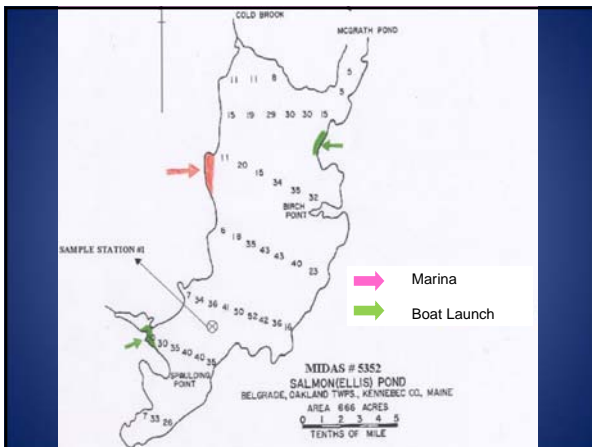 COLD BROOK
MCGRATH POND
5
11 11 8
5
15 19 29 30 30 15
11 20 15 34 35 32
BIRCH POINT
6 18 35 43 43 40 23
SAMPLE STATION #1
7 34 36 41 50 52 42 36 16
30 35 40 40 35
SPAULDING POINT
7 33 26
Marina
Boat Launch
MIDAS # 5352
SALMON(ELLIS) POND
BELGRADE, OAKLAND TWPS., KENNEBEC CO., MAINE
AREA 666 ACRES
0 1 2 3 4 5
TENTHS OF MILE